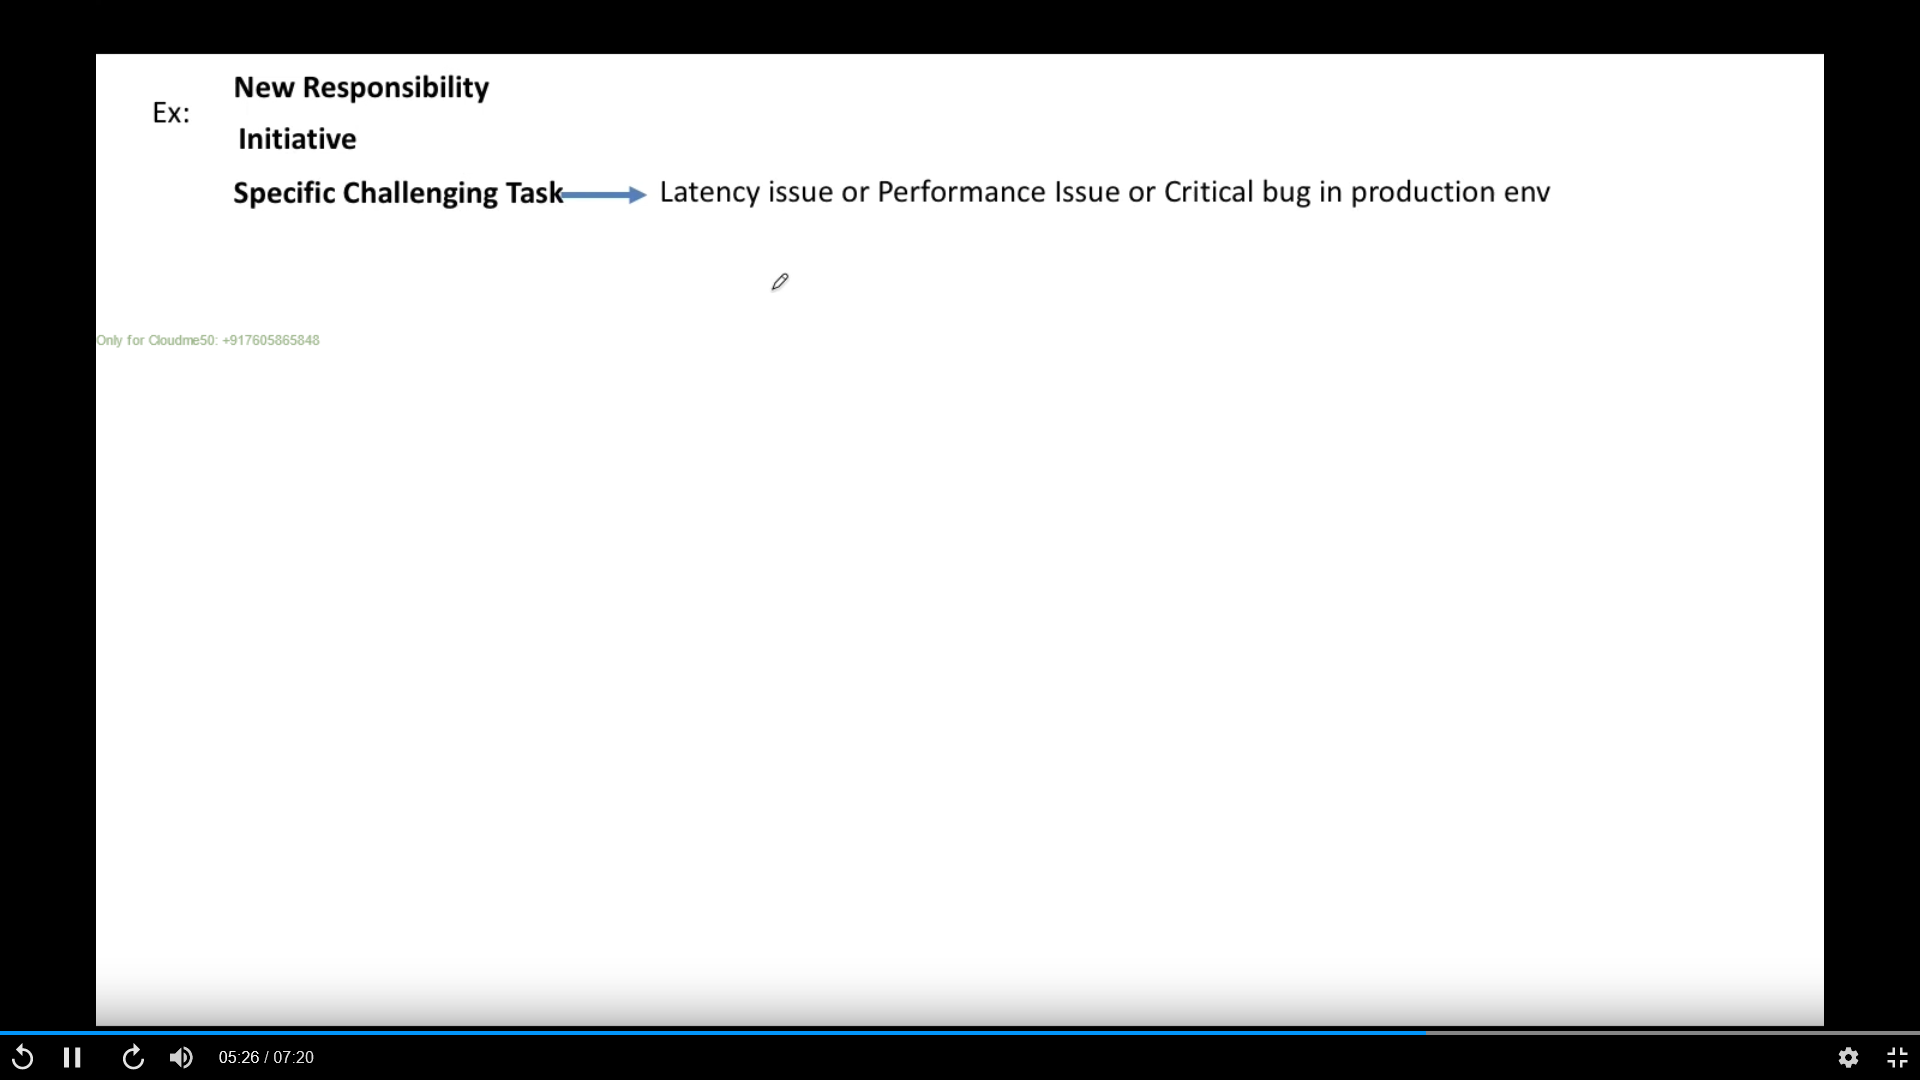 New Responsibility
Ex:
Initiative
Specific Challenging Task Latency issue or Performance Issue or Critical bug in production env
Only for Cloudme50: +917605865848
05:26 / 07:20